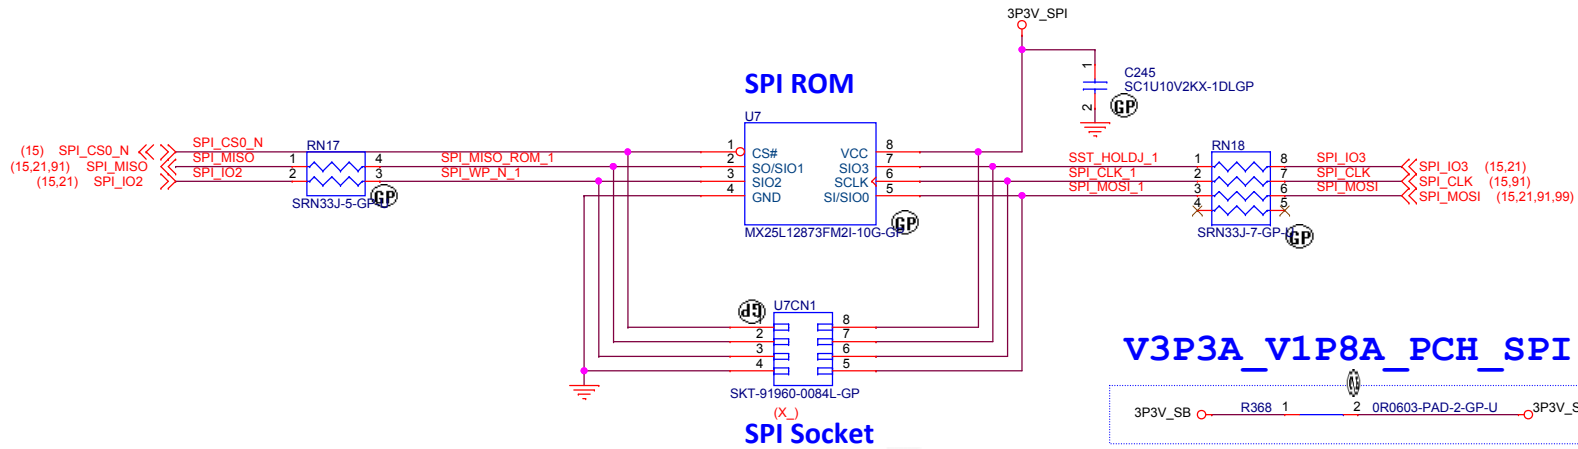 3P3V_SPI
SPI ROM
C245
SC1U10V2KX-1DLGP
1
2
GP
U7
CS#
SO/SIO1
SIO2
GND
VCC
SIO3
SCLK
SI/SIO0
1
2
3
4
8
7
6
5
MX25L12873FM2I-10G-GP
GP
(15) SPI_CS0_N
(15,21,91) SPI_MISO
(15,21) SPI_IO2
SPI_CS0_N
SPI_MISO
SPI_IO2
RN17
1
2
4
3
SRN33J-5-GP-U
GP
SPI_MISO_ROM_1
SPI_WP_N_1
SST_HOLDJ_1
SPI_CLK_1
SPI_MOSI_1
RN18
1
2
3
4
8
7
6
5
SRN33J-7-GP-U
GP
SPI_IO3
SPI_CLK
SPI_MOSI
SPI_IO3 (15,21)
SPI_CLK (15,91)
SPI_MOSI (15,21,91,99)
GP
U7CN1
1
2
3
4
8
7
6
5
SKT-91960-0084L-GP
(X_)
SPI Socket
V3P3A_V1P8A_PCH_SPI
3P3V_SB
R368
1
2
0R0603-PAD-2-GP-U
3P3V_S